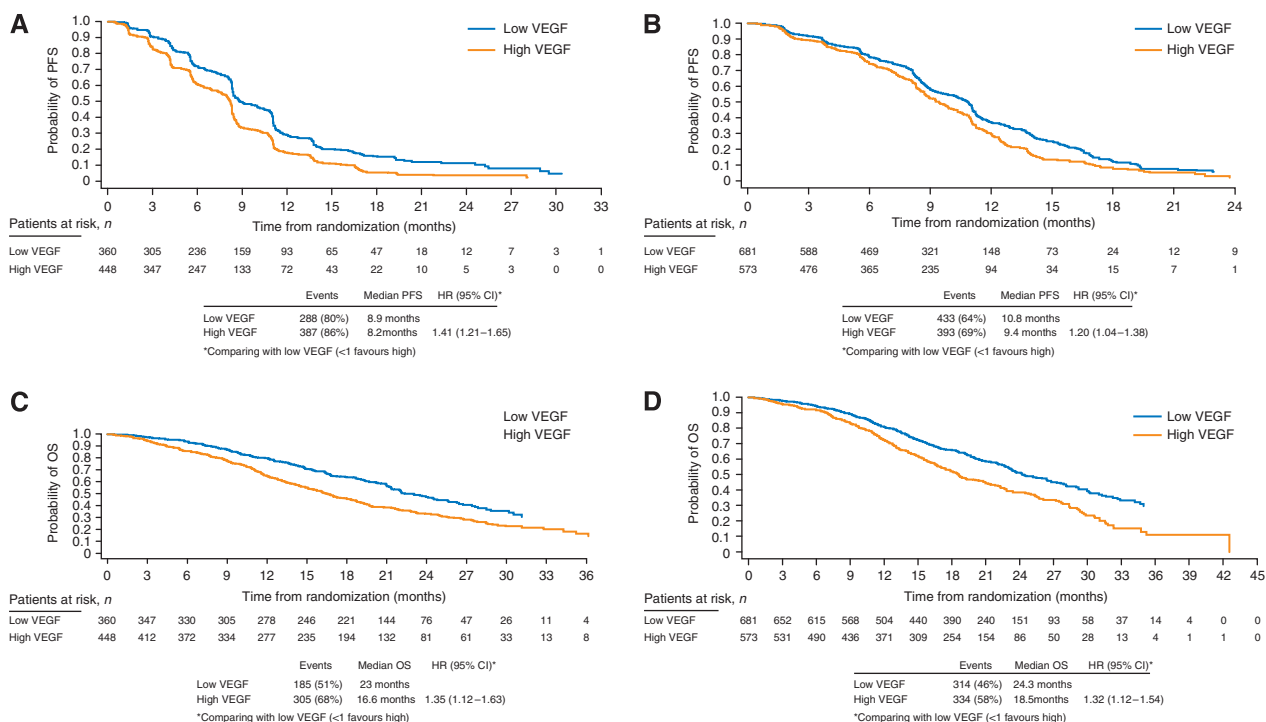 A
Low VEGF
High VEGF
Probability of PFS
1.0
0.9
0.8
0.7
0.6
0.5
0.4
0.3
0.2
0.1
0
0 3 6 9 12 15 18 21 24 27 30 33
Time from randomization (months)
Patients at risk, n
Low VEGF 360 305 236 159 93 65 47 18 12 7 3 1
High VEGF 448 347 247 133 72 43 22 10 5 3 0 0
Events Median PFS HR (95% CI)*
Low VEGF 288 (80%) 8.9 months
High VEGF 387 (86%) 8.2months 1.41 (1.21–1.65)
*Comparing with low VEGF (<1 favours high)
B
Low VEGF
High VEGF
Probability of PFS
1.0
0.9
0.8
0.7
0.6
0.5
0.4
0.3
0.2
0.1
0
0 3 6 9 12 15 18 21 24
Time from randomization (months)
Patients at risk, n
Low VEGF 681 588 469 321 148 73 24 12 9
High VEGF 573 476 365 235 94 34 15 7 1
Events Median PFS HR (95% CI)*
Low VEGF 433 (64%) 10.8 months
High VEGF 393 (69%) 9.4 months 1.20 (1.04–1.38)
*Comparing with low VEGF (<1 favours high)
C
Low VEGF
High VEGF
Probability of OS
1.0
0.9
0.8
0.7
0.6
0.5
0.4
0.3
0.2
0.1
0
0 3 6 9 12 15 18 21 24 27 30 33 36
Time from randomization (months)
Patients at risk, n
Low VEGF 360 347 330 305 278 246 221 144 76 47 26 11 4
High VEGF 448 412 372 334 277 235 194 132 81 61 33 13 8
Events Median OS HR (95% CI)*
Low VEGF 185 (51%) 23 months
High VEGF 305 (68%) 16.6 months 1.35 (1.12–1.63)
*Comparing with low VEGF (<1 favours high)
D
Low VEGF
High VEGF
Probability of OS
1.0
0.9
0.8
0.7
0.6
0.5
0.4
0.3
0.2
0.1
0
0 3 6 9 12 15 18 21 24 27 30 33 36 39 42 45
Time from randomization (months)
Patients at risk, n
Low VEGF 681 652 615 568 504 440 390 240 151 93 58 37 14 4 0 0
High VEGF 573 531 490 436 371 309 254 154 86 50 28 13 4 1 1 0
Events Median OS HR (95% CI)*
Low VEGF 314 (46%) 24.3 months
High VEGF 334 (58%) 18.5months 1.32 (1.12–1.54)
*Comparing with low VEGF (<1 favours high)